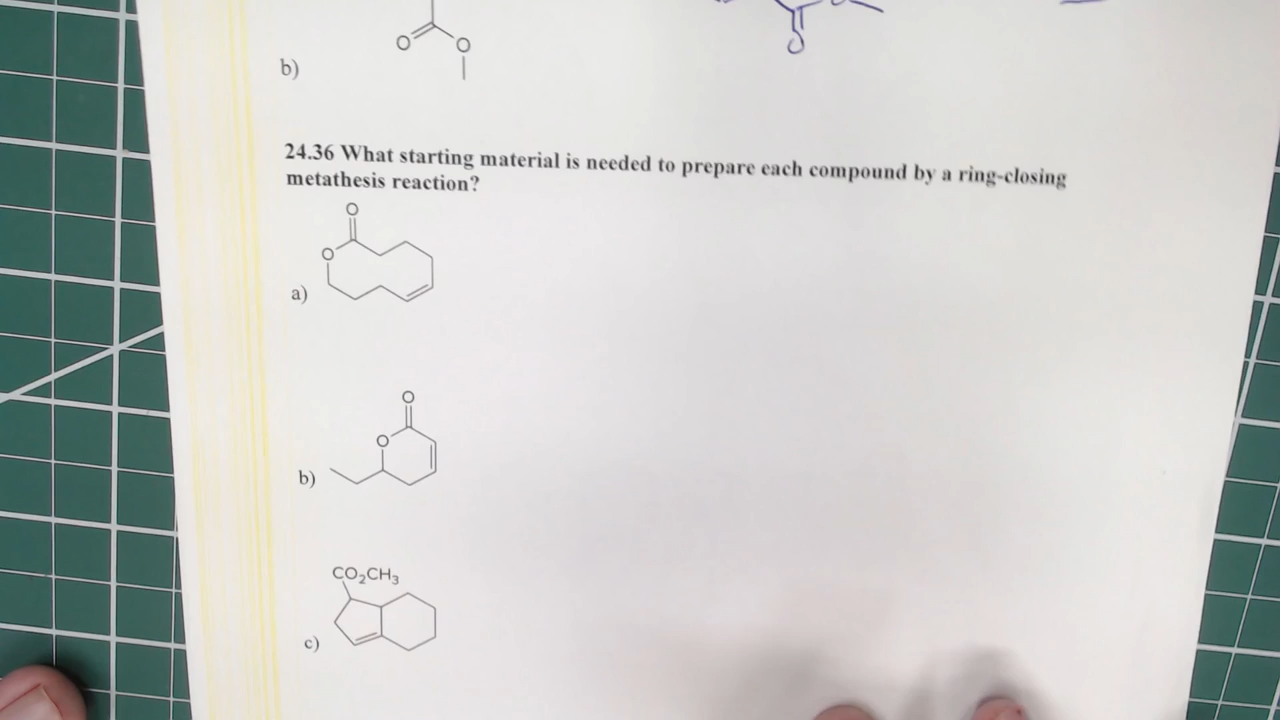 O
O
b)
24.36 What starting material is needed to prepare each compound by a ring-closing
metathesis reaction?
O
O
a)
O
O
b)
CO₂CH₃
c)